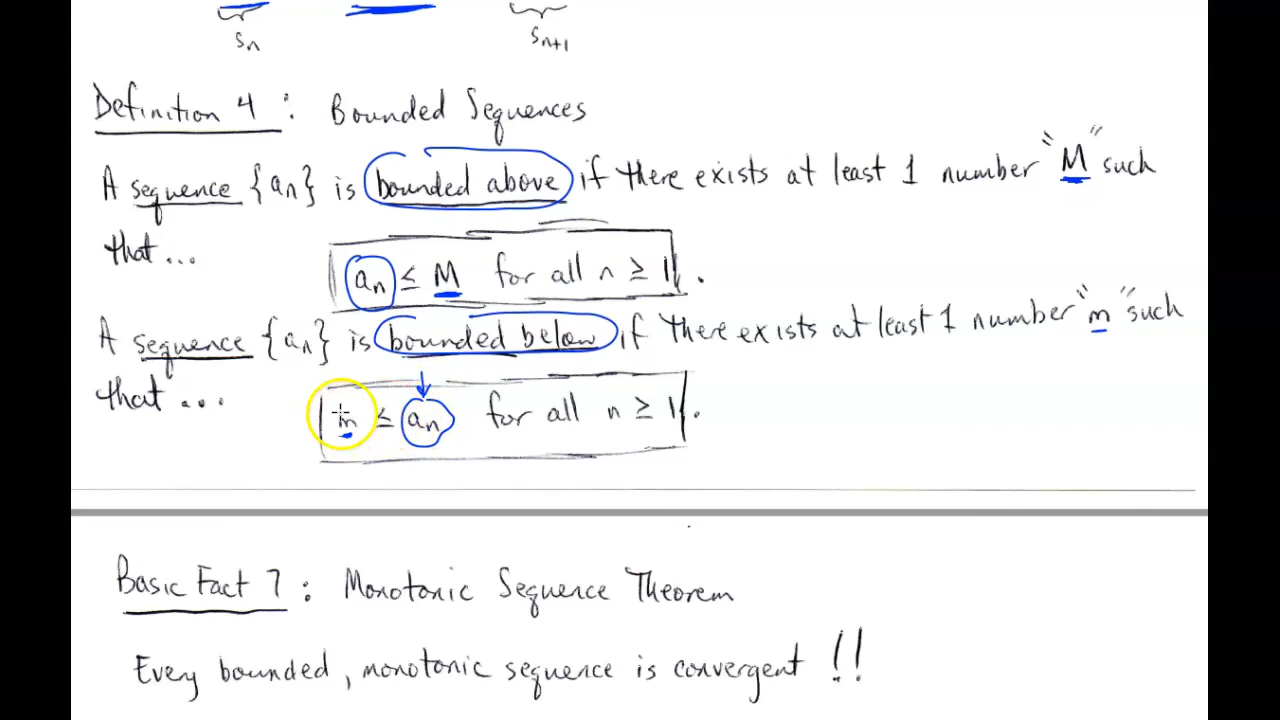 Sn Sn+1
Definition 4 : Bounded Sequences
A sequence {an} is bounded above if there exists at least 1 number "M" such
that ...
an ≤ M for all n ≥ 1.
A sequence {an} is bounded below if there exists at least 1 number "m" such
that ...
m ≤ an for all n ≥ 1.
Basic Fact 7 : Monotonic Sequence Theorem
Every bounded, monotonic sequence is convergent !!